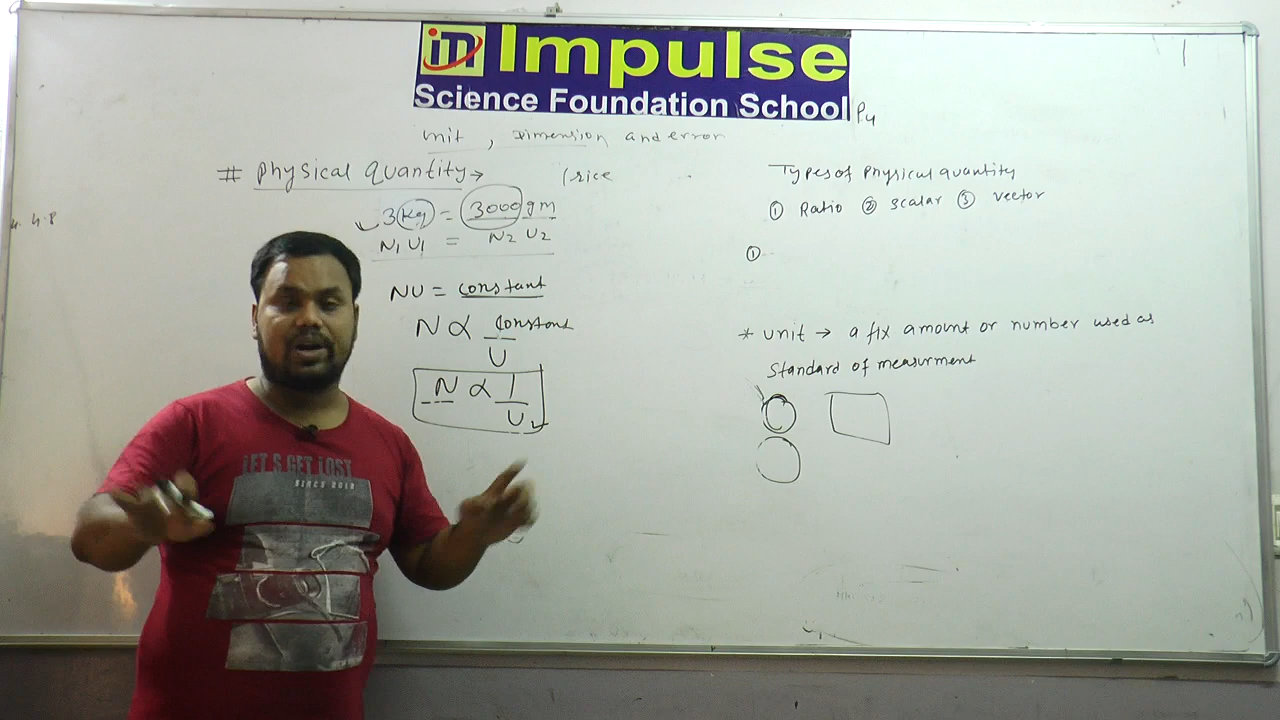 Impulse
Science Foundation School
P4
unit, Dimension and error
# Physical Quantity →
rice
3 Kg = 3000 gm
N1 U1 = N2 U2
NU = constant
N ∝ constant
U
N ∝ 1
U
Types of Physical quantity
① Ratio ② scalar ③ vector
①
* unit → a fix amount or number used as
Standard of measurment
LET'S GET LOST
SINCE 2018